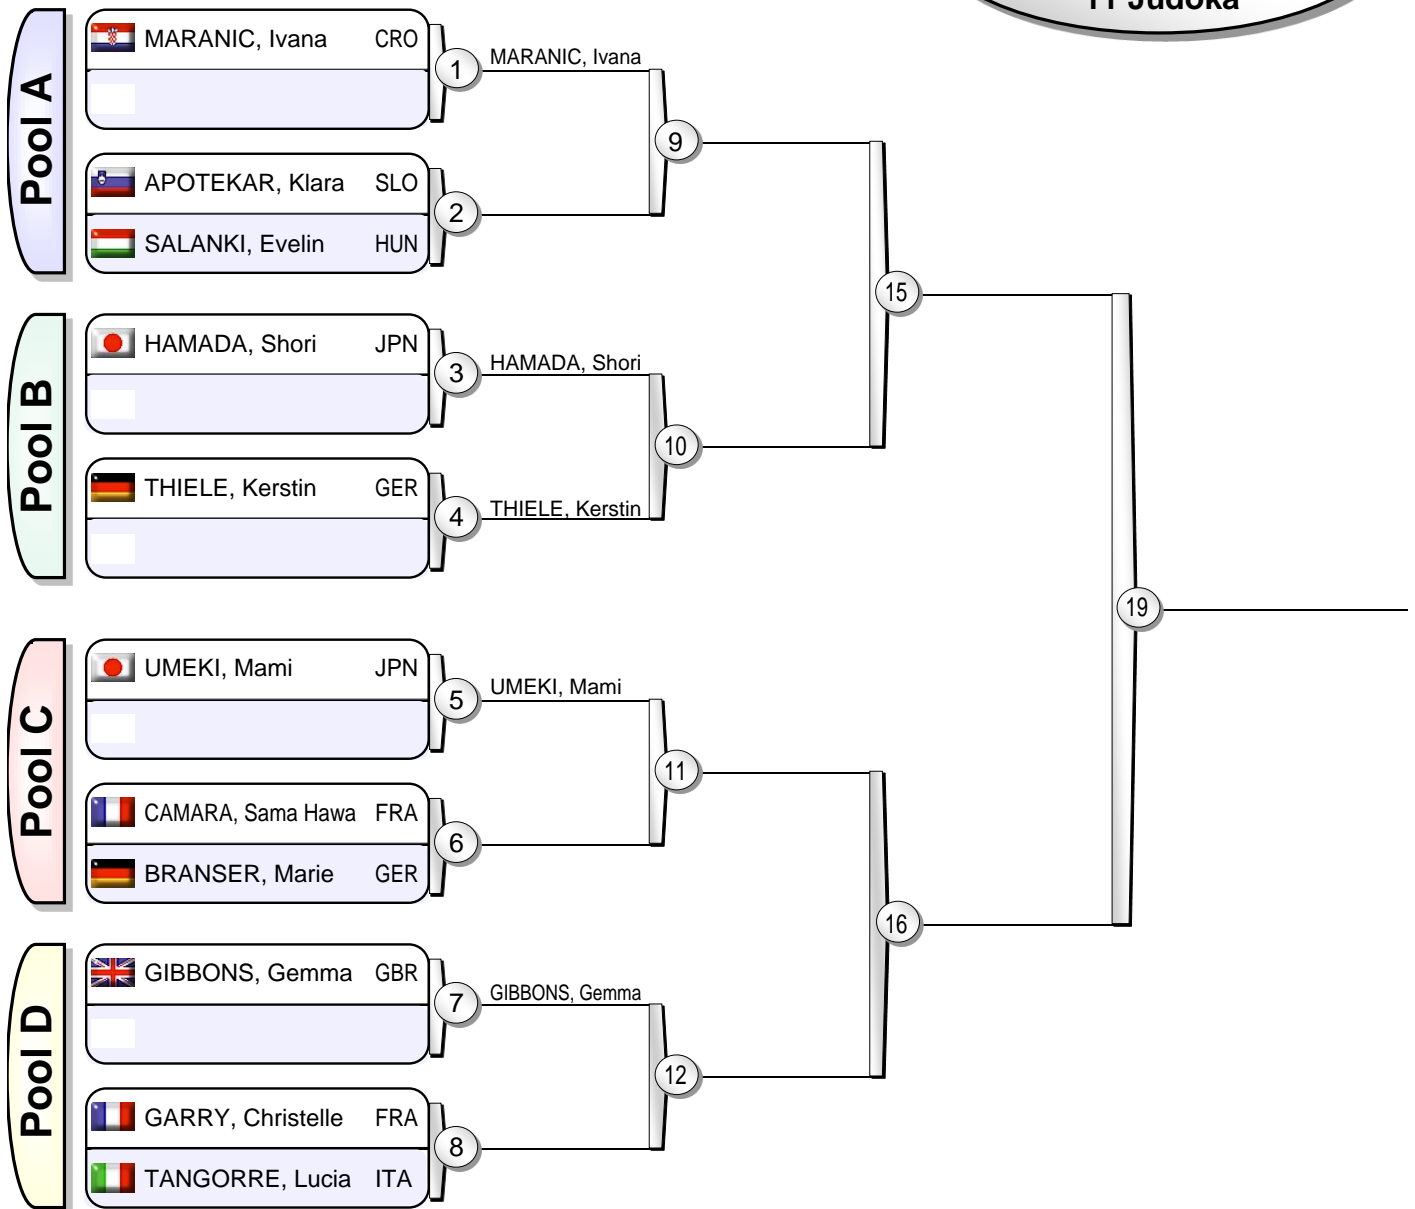 11 Judoka
Pool A
MARANIC, Ivana CRO
1
MARANIC, Ivana
9
APOTEKAR, Klara SLO
2
SALANKI, Evelin HUN
15
Pool B
HAMADA, Shori JPN
3
HAMADA, Shori
10
THIELE, Kerstin GER
4
THIELE, Kerstin
19
Pool C
UMEKI, Mami JPN
5
UMEKI, Mami
11
CAMARA, Sama Hawa FRA
6
BRANSER, Marie GER
16
Pool D
GIBBONS, Gemma GBR
7
GIBBONS, Gemma
12
GARRY, Christelle FRA
8
TANGORRE, Lucia ITA